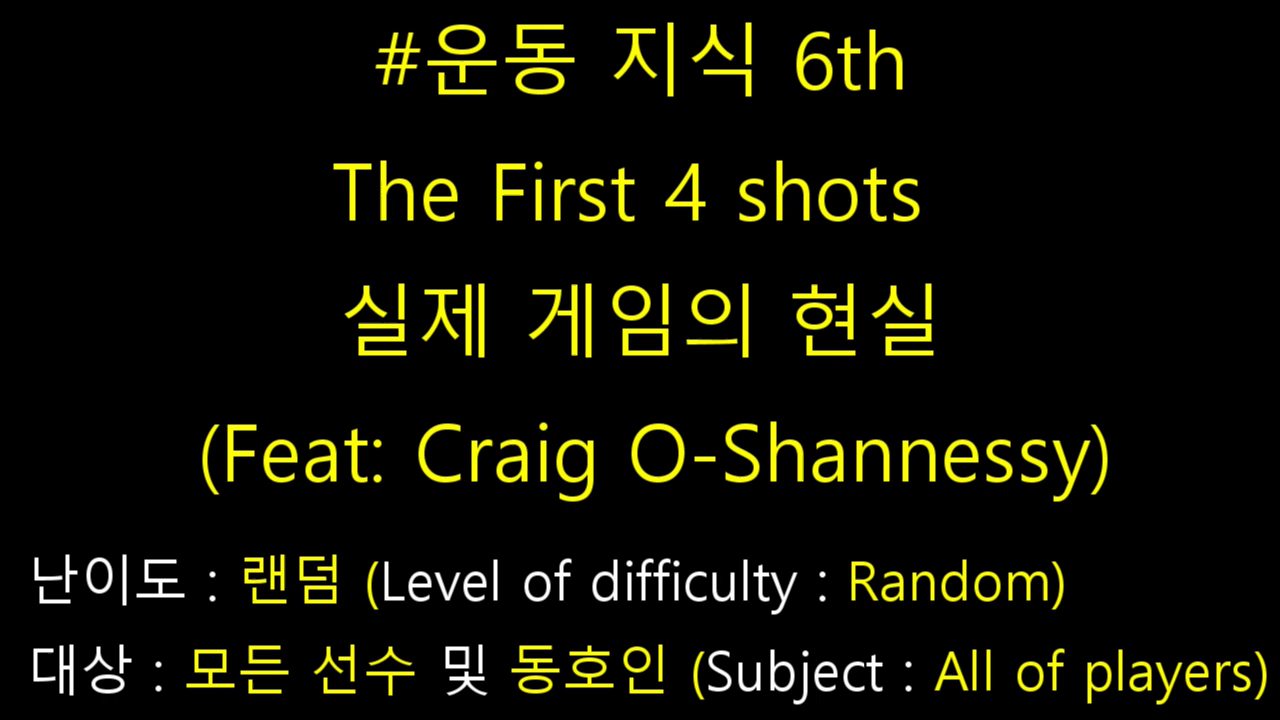 #운동 지식 6th
The First 4 shots
실제 게임의 현실
(Feat: Craig O-Shannessy)
난이도 : 랜덤 (Level of difficulty : Random)
대상 : 모든 선수 및 동호인 (Subject : All of players)